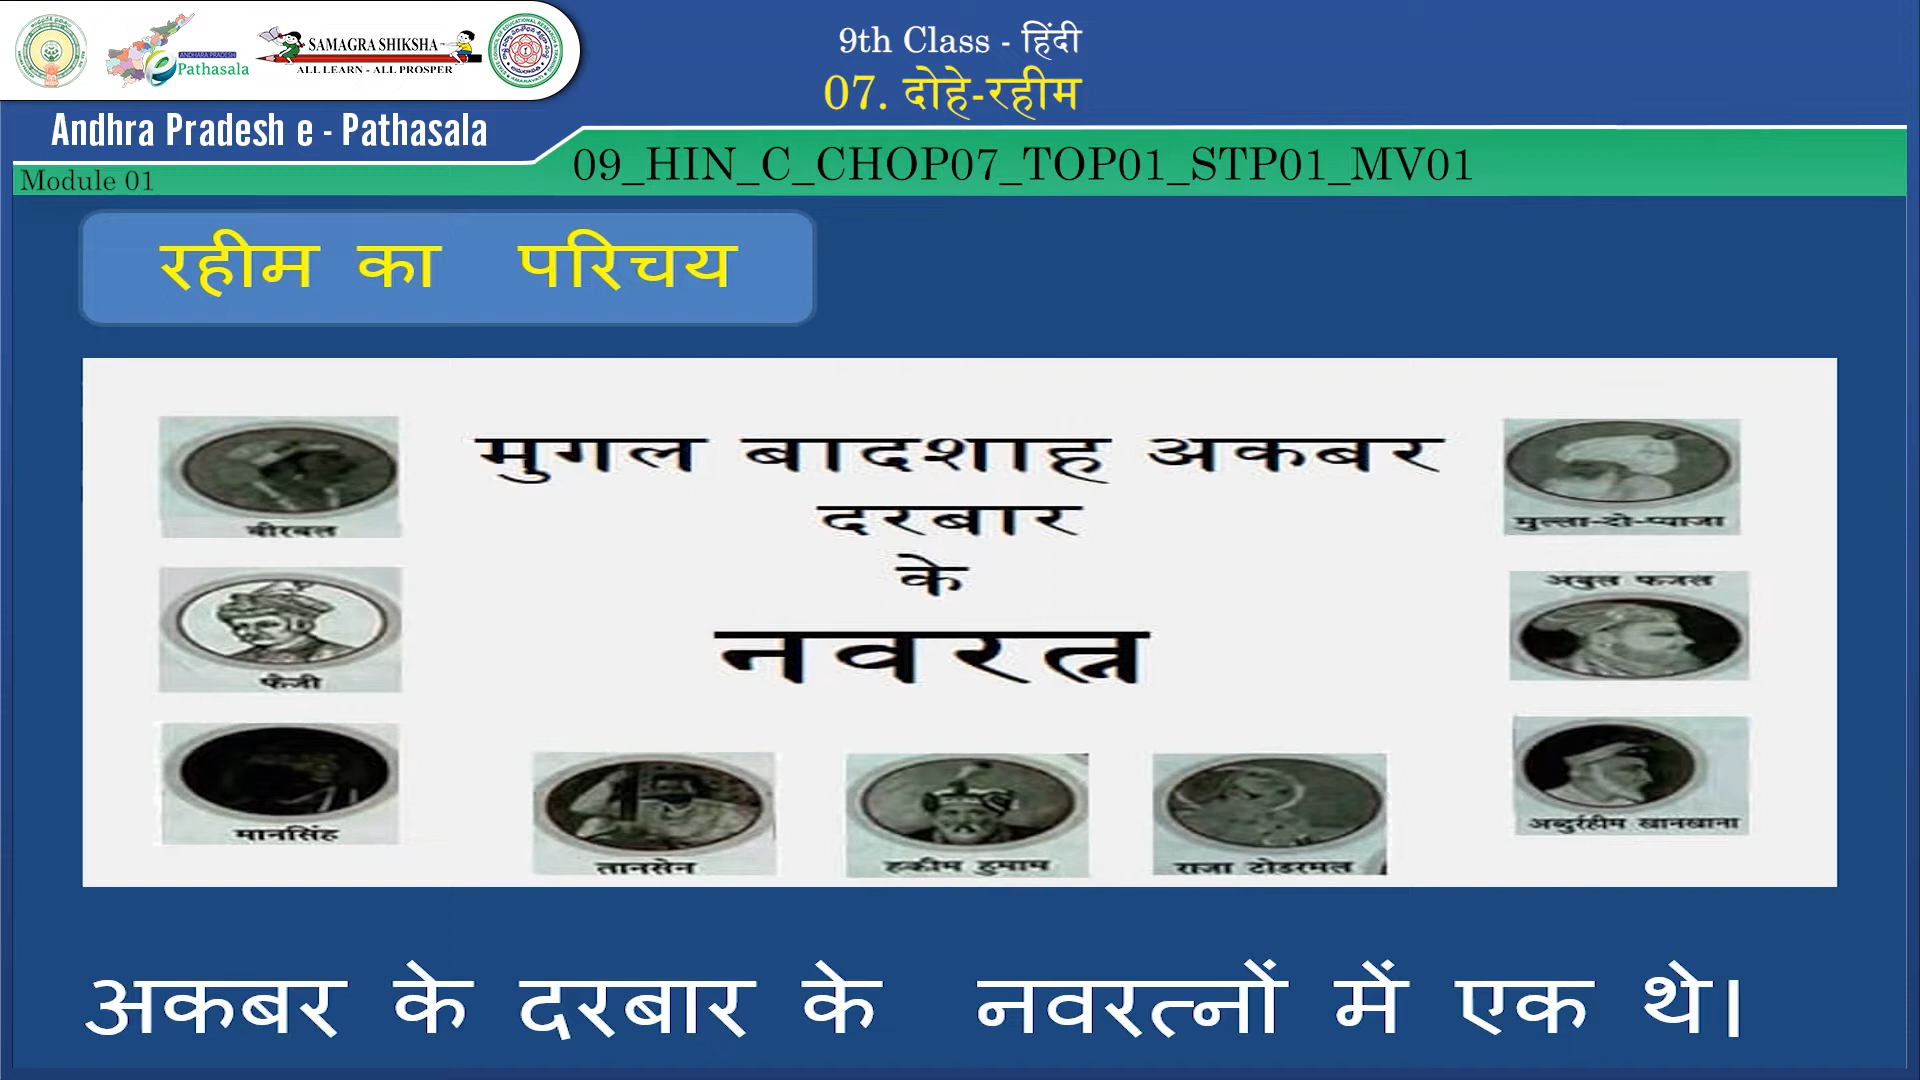 ANDHRA PRADESH
e Pathasala
SAMAGRA SHIKSHA
ALL LEARN - ALL PROSPER
Andhra Pradesh e - Pathasala
9th Class - हिंदी
07. दोहे-रहीम
Module 01
09_HIN_C_CHOP07_TOP01_STP01_MV01
रहीम का परिचय
मुगल बादशाह अकबर
दरबार
के
नवरत्न
बीरबल
फैजी
मानसिंह
तानसेन
हकीम हुमाम
राजा टोडरमल
मुल्ला-दो-प्याजा
अबुल फजल
अब्दुर्रहीम खानखाना
अकबर के दरबार के नवरत्नों में एक थे।